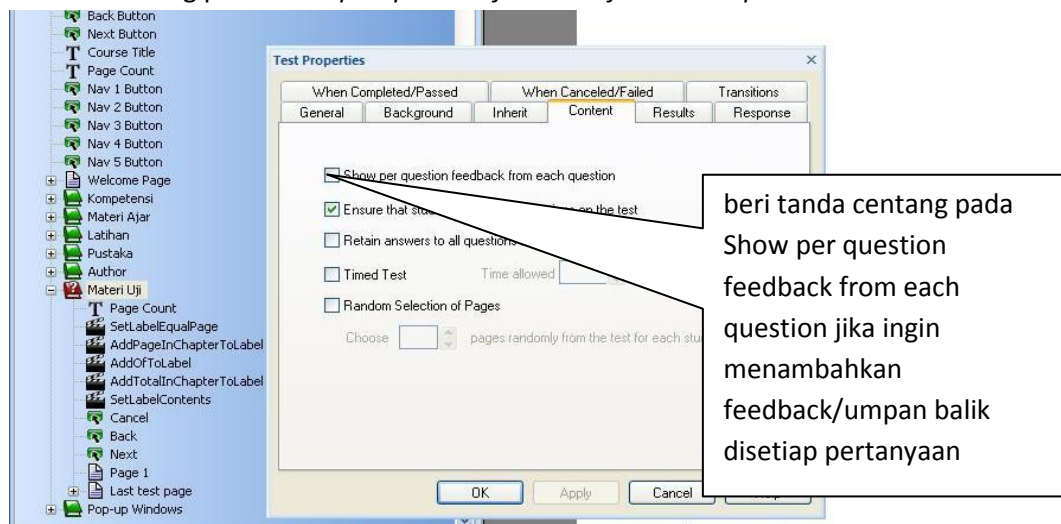 Back Button
Next Button
Course Title
Page Count
Nav 1 Button
Nav 2 Button
Nav 3 Button
Nav 4 Button
Nav 5 Button
Welcome Page
Kompetensi
Materi Ajar
Latihan
Pustaka
Author
Materi Uji
Page Count
SetLabelEqualPage
AddPageInChapterToLabel
AddOfToLabel
AddTotalInChapterToLabel
SetLabelContents
Cancel
Back
Next
Page 1
Last test page
Pop-up Windows
Test Properties
When Completed/Passed When Canceled/Failed Transitions
General Background Inherit Content Results Response
Show per question feedback from each question
Ensure that on the test
Retain answers to all questions
Timed Test Time allowed
Random Selection of Pages
Choose pages randomly from the test for each
OK Apply Cancel
beri tanda centang pada
Show per question
feedback from each
question jika ingin
menambahkan
feedback/umpan balik
disetiap pertanyaan